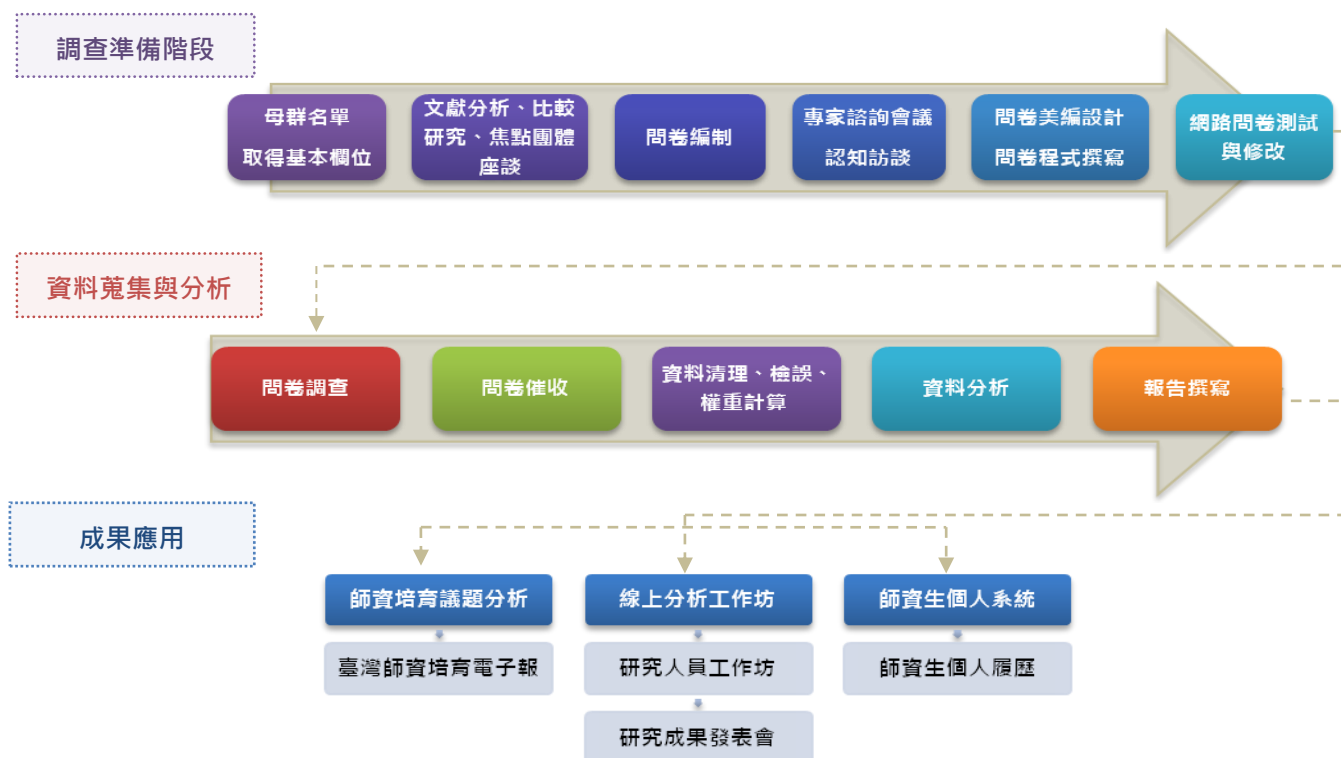 調查準備階段
母群名單
取得基本欄位
文獻分析、比較
研究、焦點團體
座談
問卷編制
專家諮詢會議
認知訪談
問卷美編設計
問卷程式撰寫
網路問卷測試
與修改
資料蒐集與分析
問卷調查
問卷催收
資料清理、檢誤、
權重計算
資料分析
報告撰寫
成果應用
師資培育議題分析
線上分析工作坊
師資生個人系統
臺灣師資培育電子報
研究人員工作坊
師資生個人履歷
研究成果發表會